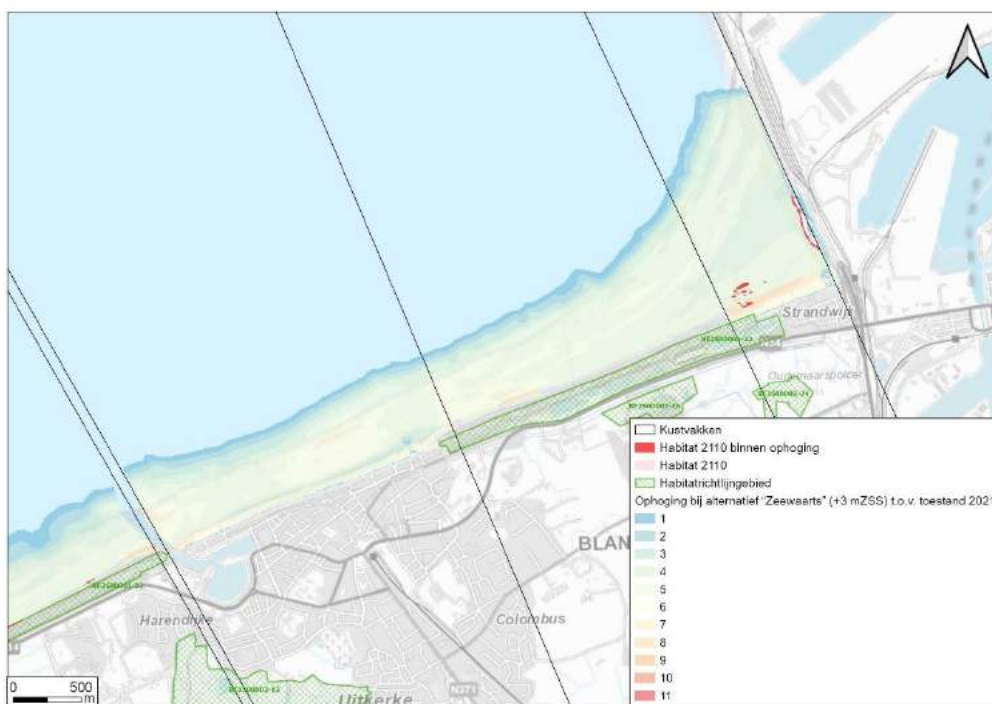 Strandwijk
N34
Oudemaarspolder
Kustvakken
Habitat 2110 binnen ophoging
Habitat 2110
Habitatrichtlijngebied
Ophoging bij alternatief "Zeewaarts" (+3 mZSS) t.o.v. toestand 2021
1
2
3
4
5
6
7
8
9
10
11
BLAN
Harendijke
Colombus
Uitkerke
N371
0 500
m